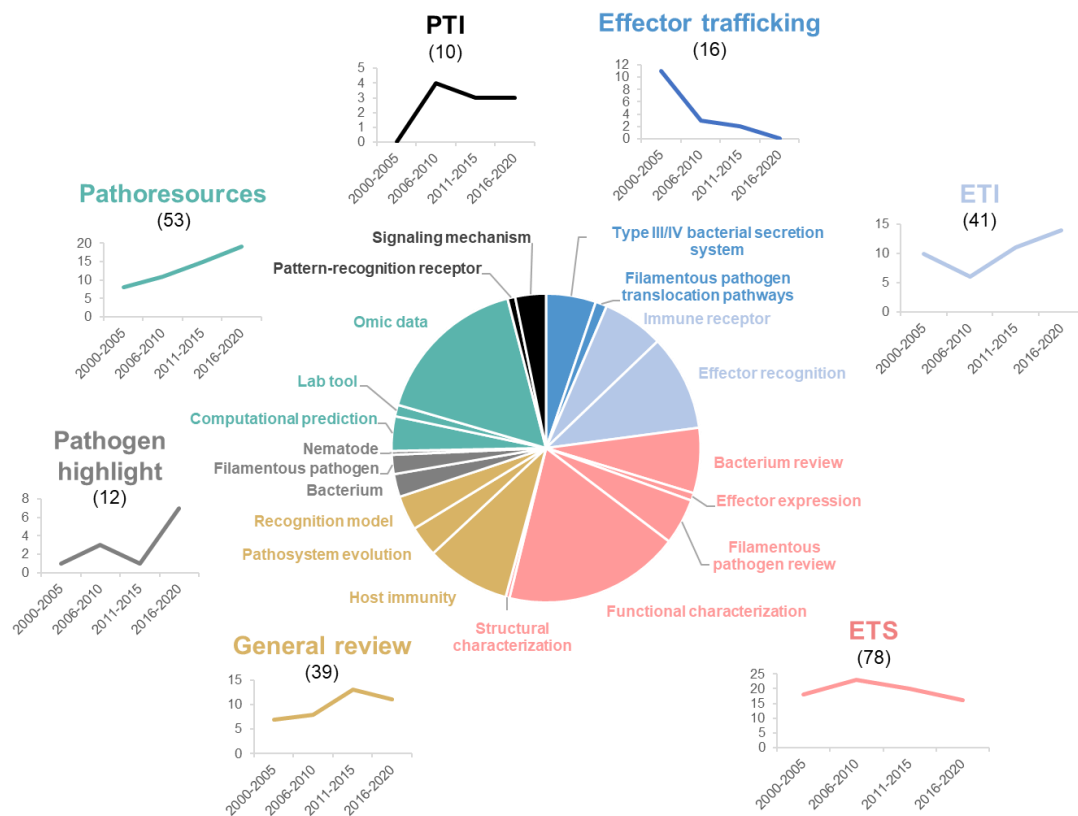 PTI
(10)
5
4
3
2
1
0
2000-2005
2006-2010
2011-2015
2016-2020
Effector trafficking
(16)
12
10
8
6
4
2
0
2000-2005
2006-2010
2011-2015
2016-2020
Pathoresources
(53)
20
15
10
5
0
2000-2005
2006-2010
2011-2015
2016-2020
ETI
(41)
15
10
5
0
2000-2005
2006-2010
2011-2015
2016-2020
Signaling mechanism
Pattern-recognition receptor
Omic data
Lab tool
Computational prediction
Nematode
Filamentous pathogen
Bacterium
Recognition model
Pathosystem evolution
Host immunity
Type III/IV bacterial secretion
system
Filamentous pathogen
translocation pathways
Immune receptor
Effector recognition
Bacterium review
Effector expression
Filamentous
pathogen review
Functional characterization
Structural
characterization
Pathogen
highlight
(12)
8
6
4
2
0
2000-2005
2006-2010
2011-2015
2016-2020
General review
(39)
15
10
5
0
2000-2005
2006-2010
2011-2015
2016-2020
ETS
(78)
25
20
15
10
5
0
2000-2005
2006-2010
2011-2015
2016-2020